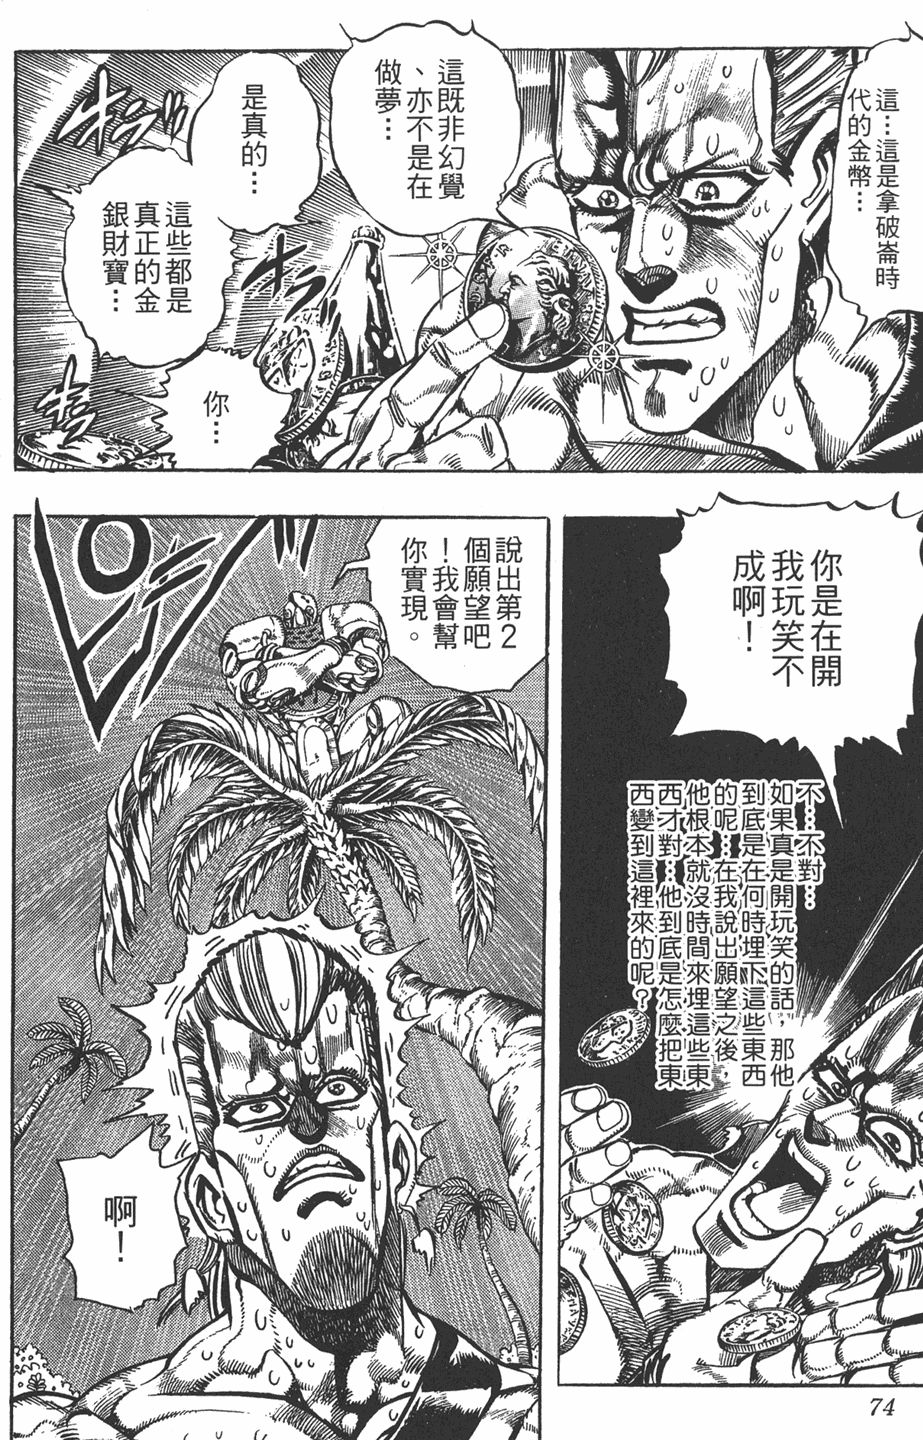 這…這是拿破崙時
代的金幣…
這既非幻覺
、亦不是在
做夢…
是真的…
這些都是
真正的金
銀財寶…
你…
オラァッ
你是在開
我玩笑不
成啊！
不…不對…
如果真是開玩笑的話，那他
到底是在何時埋下這些東西
的呢…在我說出願望之後，
他根本就沒時間來埋這些東
西才對…他到底是怎麼把東
西變到這裡來的呢？
說出第2
個願望吧
！我會幫
你實現。
啊！
74